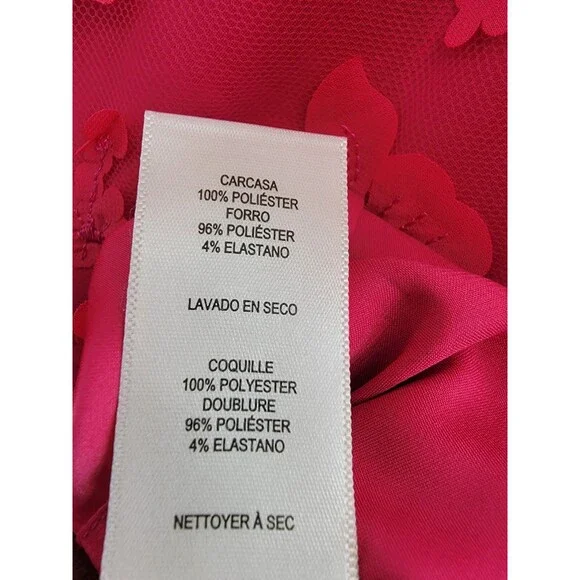 CARCASA
100% POLIÉSTER
FORRO
96% POLIÉSTER
4% ELASTANO
LAVADO EN SECO
COQUILLE
100% POLYESTER
DOUBLURE
96% POLIÉSTER
4% ELASTANO
NETTOYER À SEC